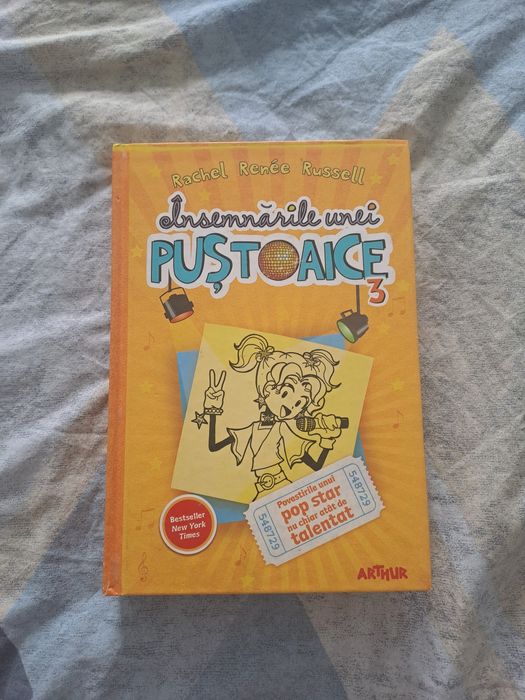 Rachel Renée Russell
Însemnările unei
PUȘTOAICE
3
Povestirile unui
pop star
nu chiar atât de
talentat
548729
548729
Bestseller
New York
Times
ARTHUR